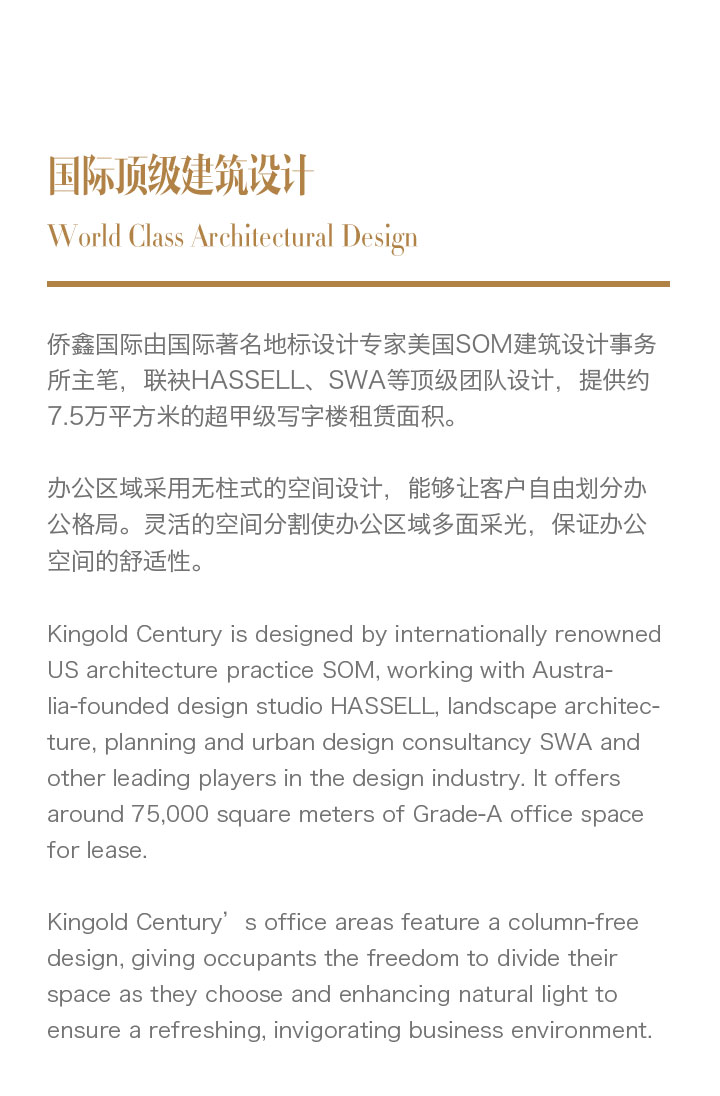 国际顶级建筑设计
World Class Architectural Design
侨鑫国际由国际著名地标设计专家美国SOM建筑设计事务
所主笔，联袂HASSELL、SWA等顶级团队设计，提供约
7.5万平方米的超甲级写字楼租赁面积。
办公区域采用无柱式的空间设计，能够让客户自由划分办
公格局。灵活的空间分割使办公区域多面采光，保证办公
空间的舒适性。
Kingold Century is designed by internationally renowned
US architecture practice SOM, working with Austra-
lia-founded design studio HASSELL, landscape architec-
ture, planning and urban design consultancy SWA and
other leading players in the design industry. It offers
around 75,000 square meters of Grade-A office space
for lease.
Kingold Century’s office areas feature a column-free
design, giving occupants the freedom to divide their
space as they choose and enhancing natural light to
ensure a refreshing, invigorating business environment.